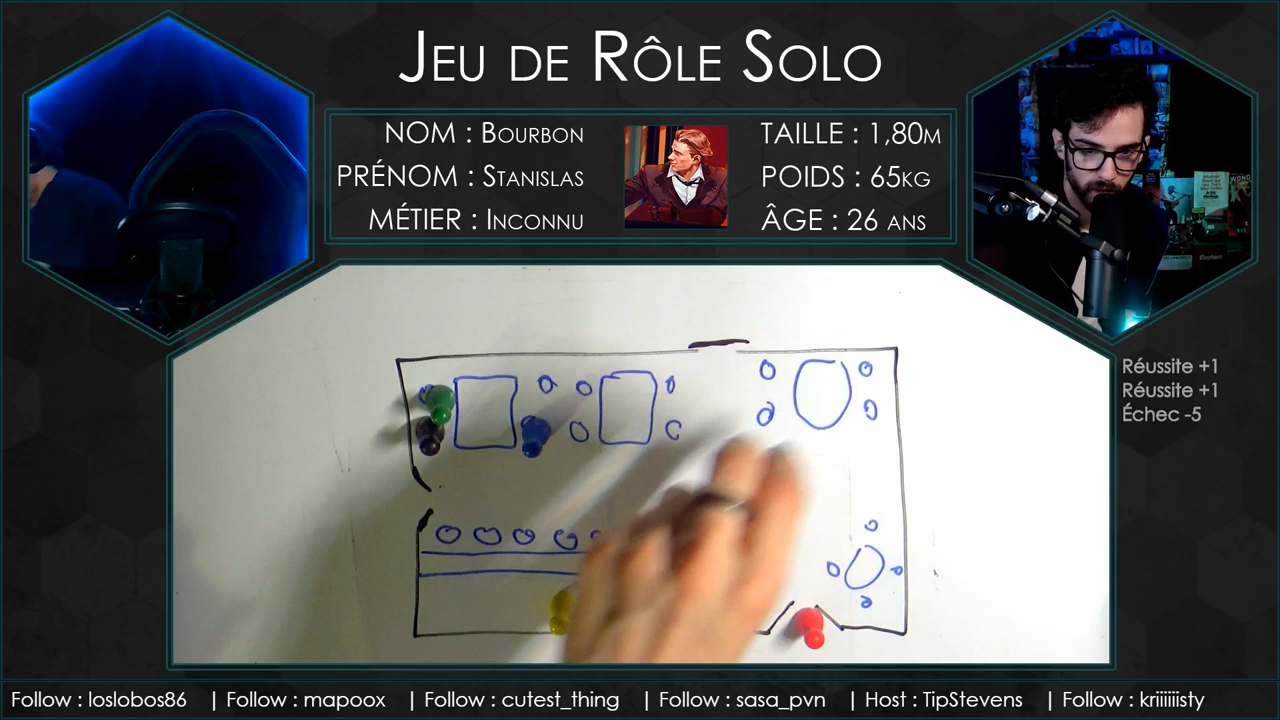 Jeu de Rôle Solo
NOM : Bourbon
PRÉNOM : Stanislas
MÉTIER : Inconnu
TAILLE : 1,80m
POIDS : 65kg
ÂGE : 26 ans
Réussite +1
Réussite +1
Échec -5
Follow : loslobos86 | Follow : mapoox | Follow : cutest_thing | Follow : sasa_pvn | Host : TipStevens | Follow : kriiiiiisty